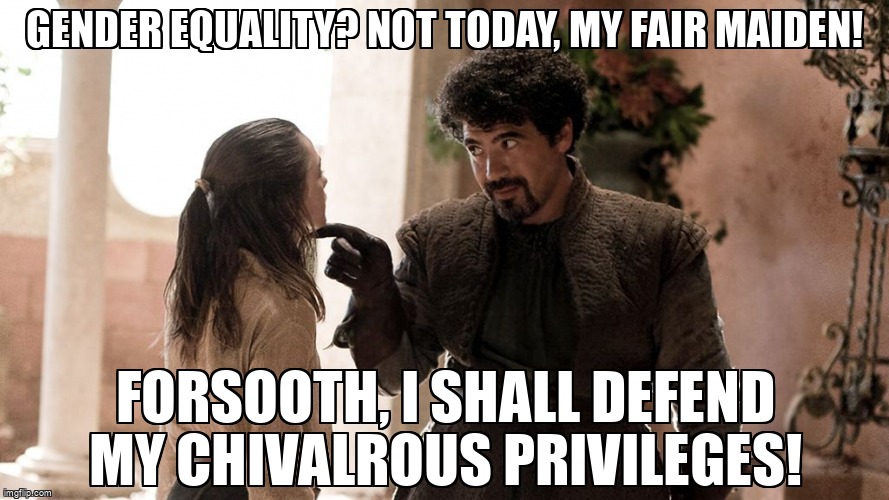 GENDER EQUALITY? NOT TODAY, MY FAIR MAIDEN!
FORSOOTH, I SHALL DEFEND
MY CHIVALROUS PRIVILEGES!
imgflip.com